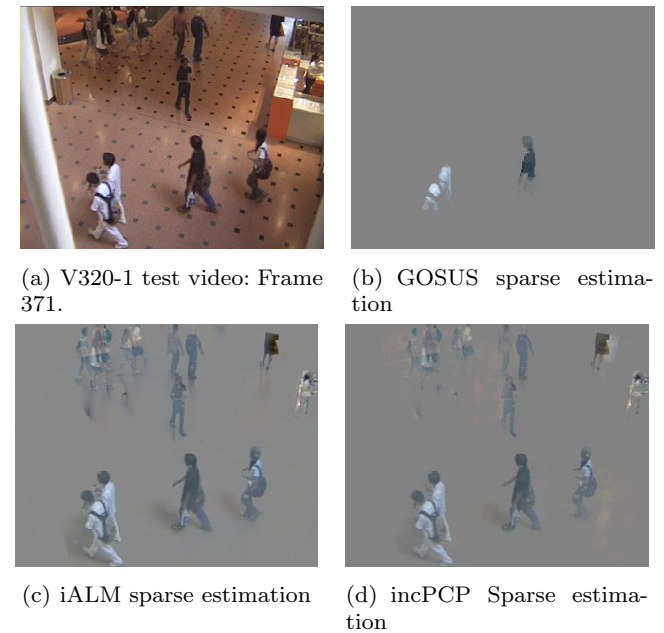 (a) V320-1 test video: Frame
371.
(b) GOSUS sparse estima-
tion
(c) iALM sparse estimation
(d) incPCP Sparse estima-
tion